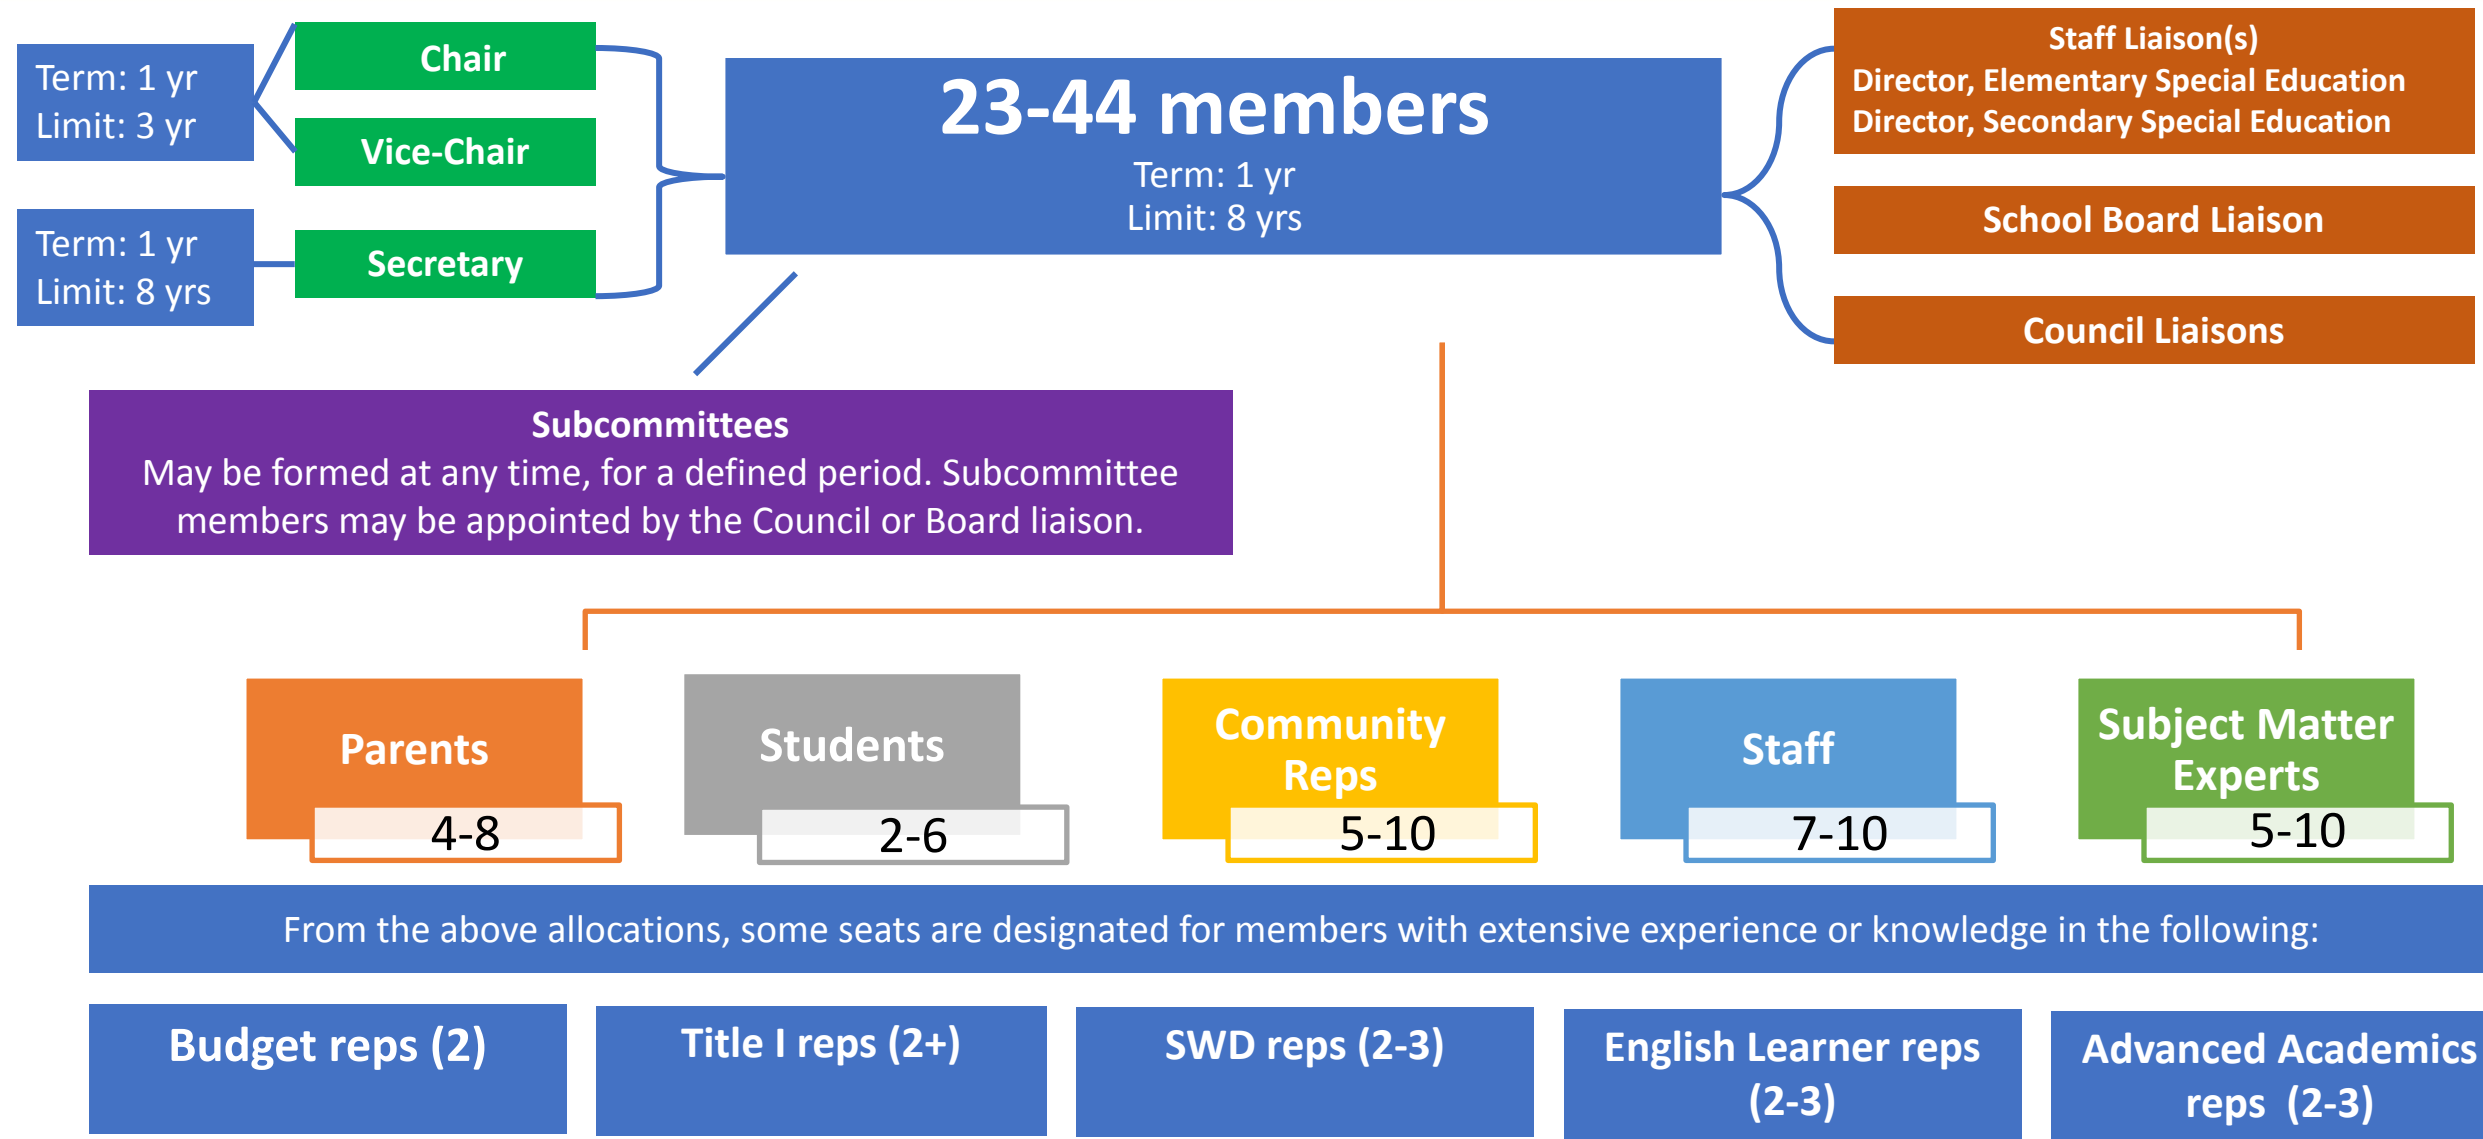 Term: 1 yr
Limit: 3 yr
Chair
Vice-Chair
Term: 1 yr
Limit: 8 yrs
Secretary
23-44 members
Term: 1 yr
Limit: 8 yrs
Staff Liaison(s)
Director, Elementary Special Education
Director, Secondary Special Education
School Board Liaison
Council Liaisons
Subcommittees
May be formed at any time, for a defined period. Subcommittee
members may be appointed by the Council or Board liaison.
Parents
4-8
Students
2-6
Community
Reps
5-10
Staff
7-10
Subject Matter
Experts
5-10
From the above allocations, some seats are designated for members with extensive experience or knowledge in the following:
Budget reps (2)
Title I reps (2+)
SWD reps (2-3)
English Learner reps
(2-3)
Advanced Academics
reps (2-3)